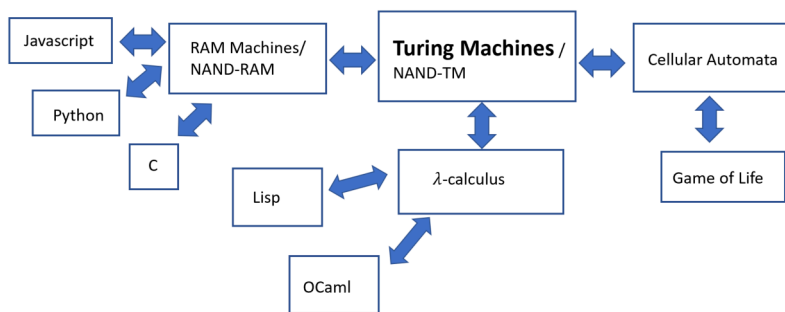 Javascript
RAM Machines/
NAND-RAM
Turing Machines /
NAND-TM
Cellular Automata
Python
C
Lisp
λ-calculus
Game of Life
OCaml